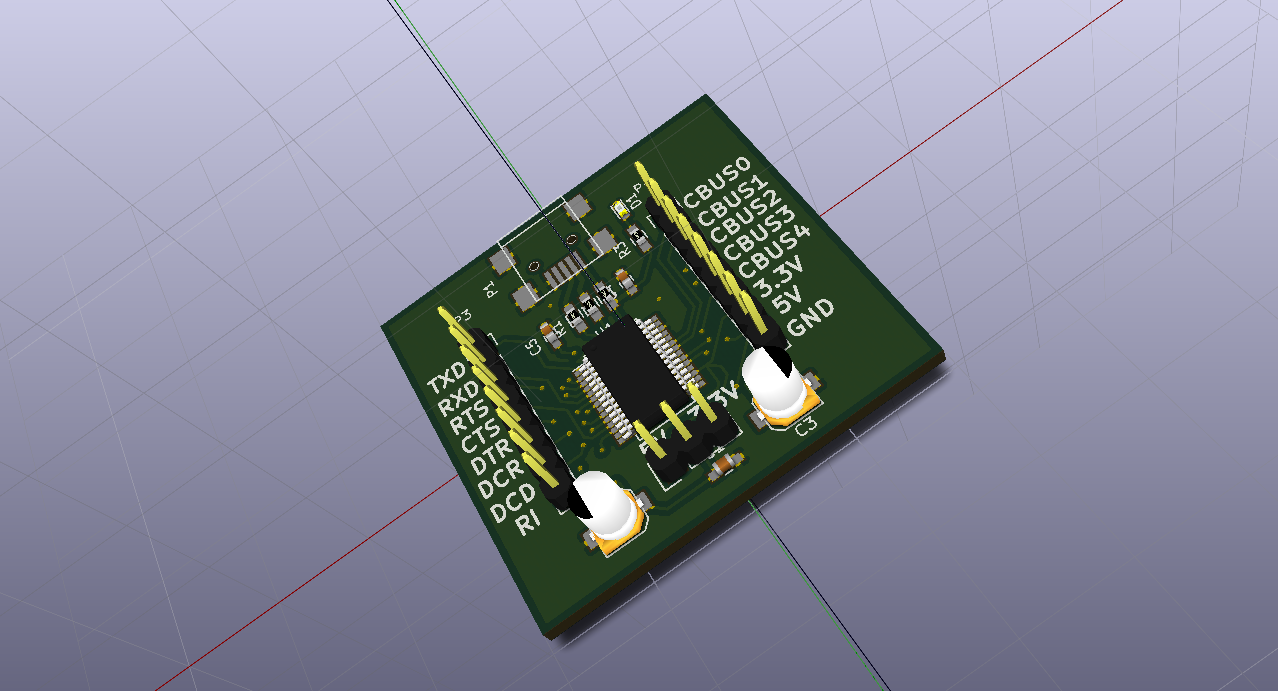 CBUS0
CBUS1
CBUS2
CBUS3
CBUS4
3.3V
5V
GND
D1
R3
P1
P3
C5
TXD
RXD
RTS
CTS
DTR
DCR
DCD
RI
C3